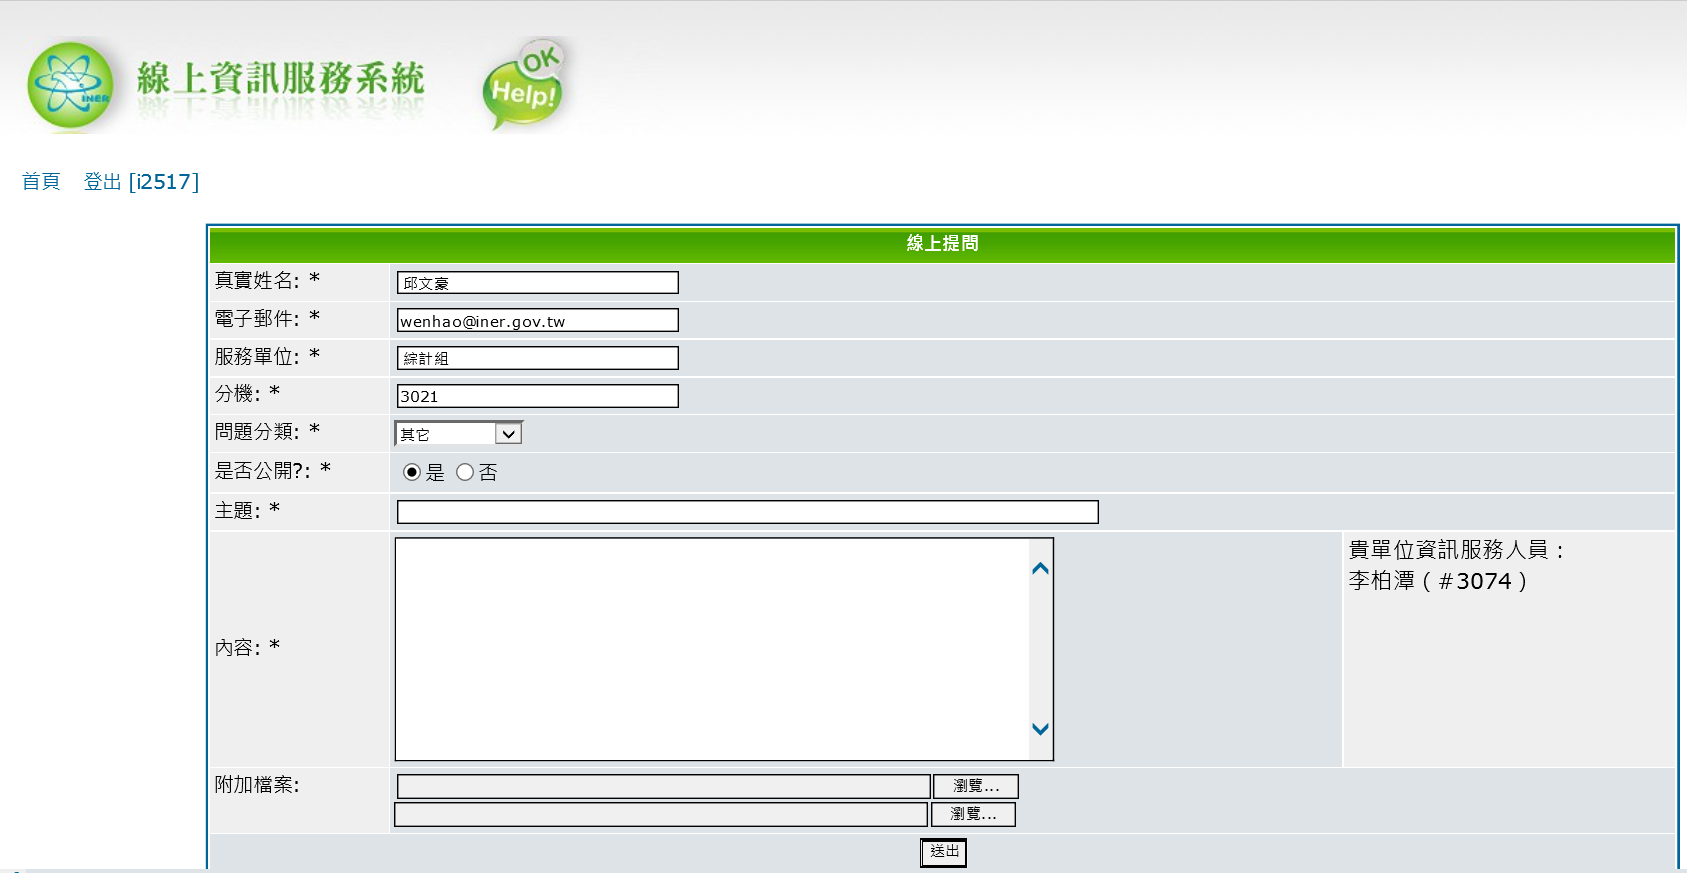 INER
線上資訊服務系統
OK
Help!
首頁 登出 [i2517]
線上提問
真實姓名: * 邱文豪
電子郵件: * wenhao@iner.gov.tw
服務單位: * 綜計組
分機: * 3021
問題分類: * 其它
是否公開?: * 是 否
主題: *
內容: *
貴單位資訊服務人員：
李柏潭（＃3074）
附加檔案: 瀏覽...
瀏覽...
送出